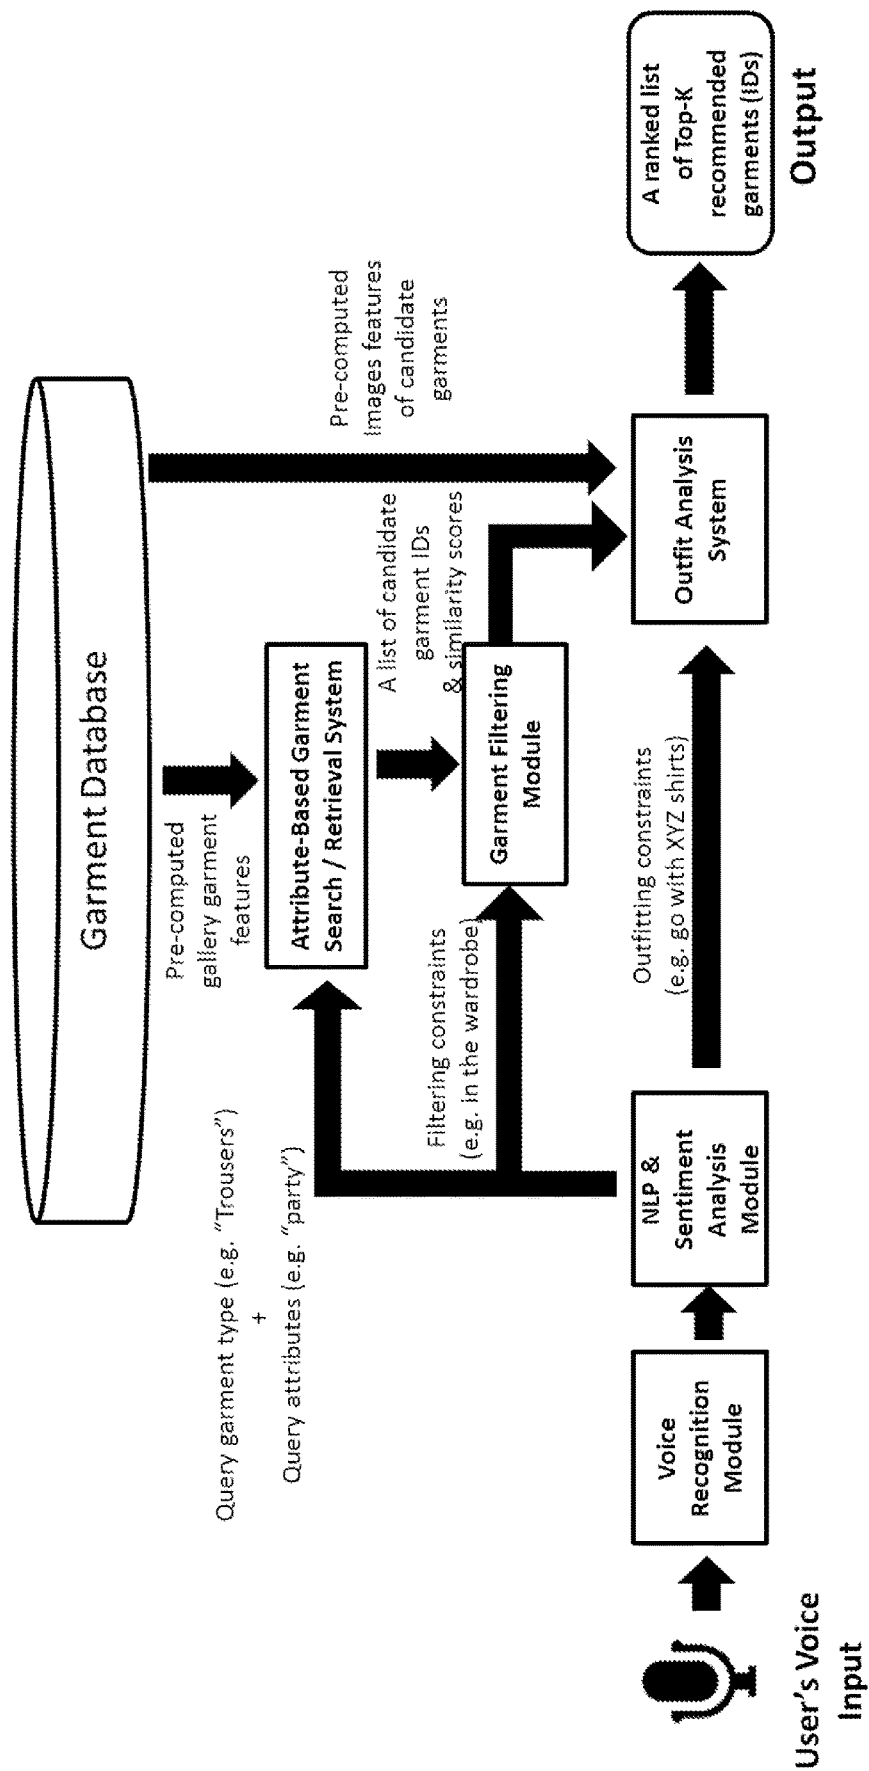 Garment Database
Pre-computed
gallery garment
features
Pre-computed
Images features
of candidate
garments
Query garment type (e.g. “Trousers”)
+
Query attributes (e.g. “party”)
Attribute-Based Garment
Search / Retrieval System
A list of candidate
garment IDs
& similarity scores
Filtering constraints
(e.g. in the wardrobe)
Garment Filtering
Module
Outfitting constraints
(e.g. go with XYZ shirts)
User’s Voice
Input
Voice
Recognition
Module
NLP &
Sentiment
Analysis
Module
Outfit Analysis
System
A ranked list
of Top-K
recommended
garments (IDs)
Output